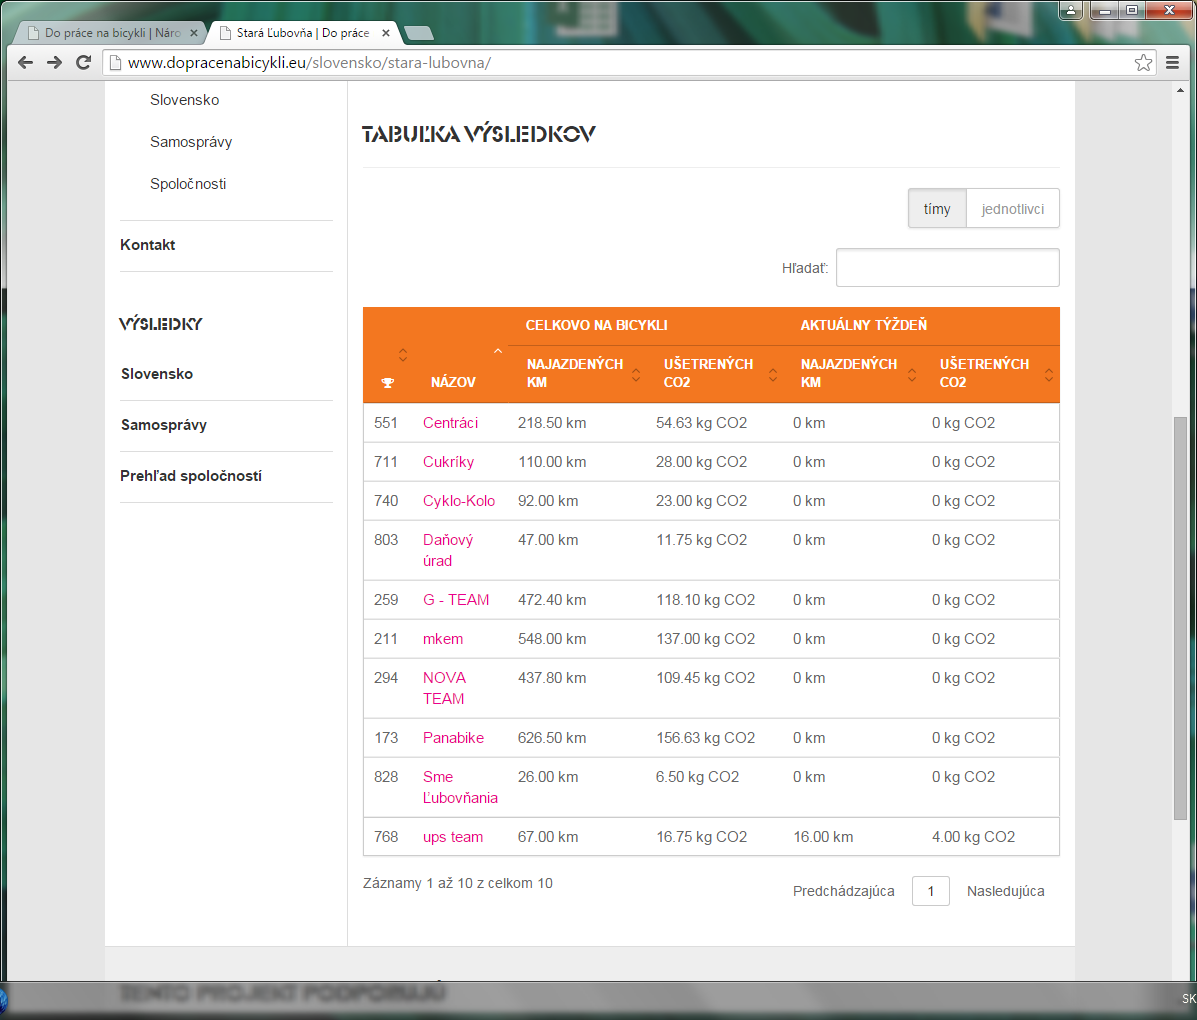 Do práce na bicykli | Náro
Stará Ľubovňa | Do práce
www.dopracenabicykli.eu/slovensko/stara-lubovna/
Slovensko
Samosprávy
Spoločnosti
Kontakt
VÝSLEDKY
Slovensko
Samosprávy
Prehľad spoločností
TABUĽKA VÝSLEDKOV
tímy jednotlivci
Hľadať:
CELKOVO NA BICYKLI AKTUÁLNY TÝŽDEŇ
NÁZOV NAJAZDENÝCH KM UŠETRENÝCH CO2 NAJAZDENÝCH KM UŠETRENÝCH CO2
551 Centráci 218.50 km 54.63 kg CO2 0 km 0 kg CO2
711 Cukríky 110.00 km 28.00 kg CO2 0 km 0 kg CO2
740 Cyklo-Kolo 92.00 km 23.00 kg CO2 0 km 0 kg CO2
803 Daňový úrad 47.00 km 11.75 kg CO2 0 km 0 kg CO2
259 G - TEAM 472.40 km 118.10 kg CO2 0 km 0 kg CO2
211 mkem 548.00 km 137.00 kg CO2 0 km 0 kg CO2
294 NOVA TEAM 437.80 km 109.45 kg CO2 0 km 0 kg CO2
173 Panabike 626.50 km 156.63 kg CO2 0 km 0 kg CO2
828 Sme Ľubovňania 26.00 km 6.50 kg CO2 0 km 0 kg CO2
768 ups team 67.00 km 16.75 kg CO2 16.00 km 4.00 kg CO2
Záznamy 1 až 10 z celkom 10
Predchádzajúca 1 Nasledujúca
TENTO PROJEKT PODPORUJÚ
SK